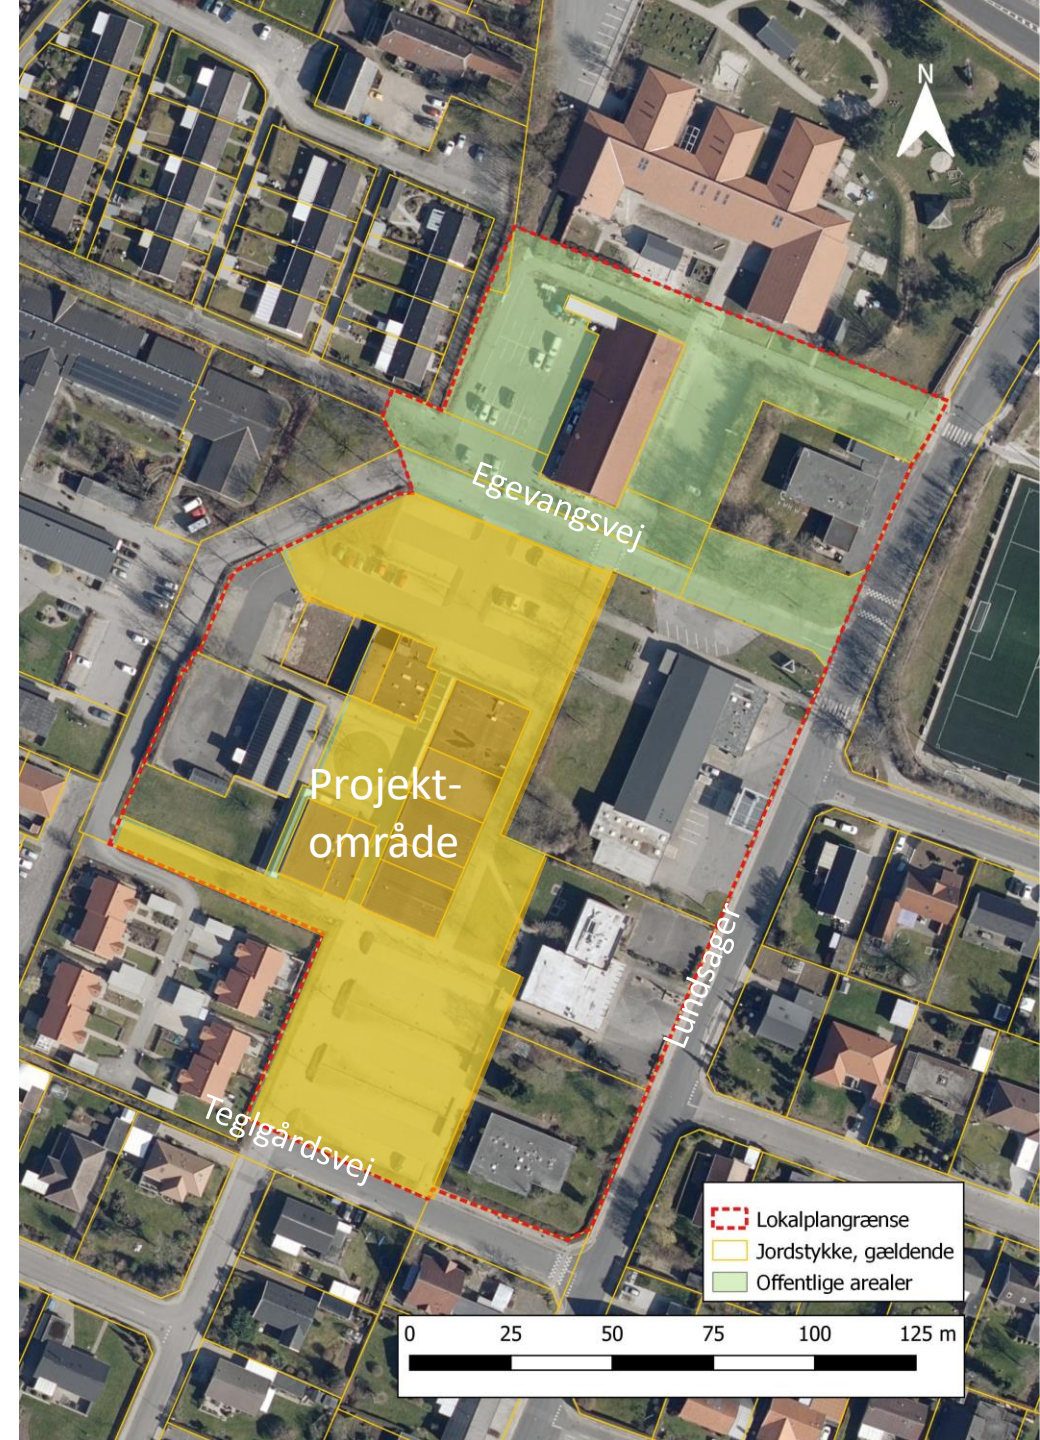 N
Egevangsvej
Projekt-
område
Lundsager
Teglgårdsvej
Lokalplangrænse
Jordstykke, gældende
Offentlige arealer
0 25 50 75 100 125 m